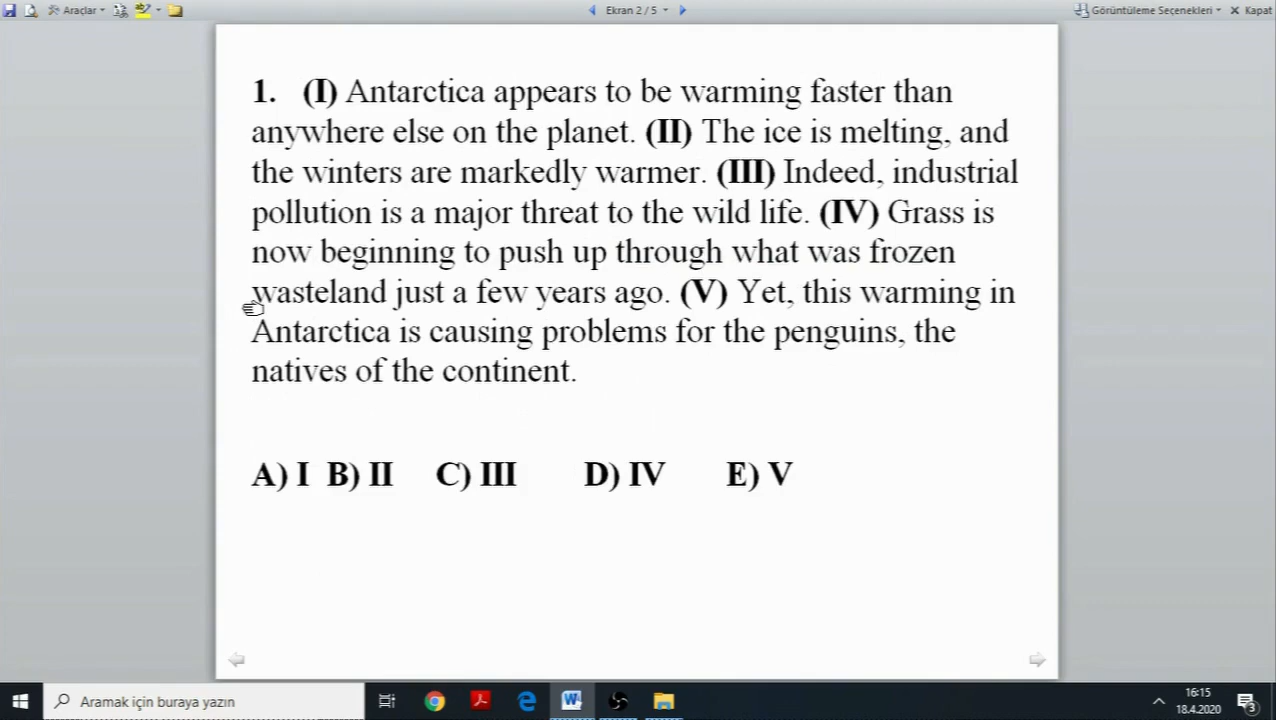 Araçlar
Ekran 2 / 5
Görüntüleme Seçenekleri
Kapat
1. (I) Antarctica appears to be warming faster than
anywhere else on the planet. (II) The ice is melting, and
the winters are markedly warmer. (III) Indeed, industrial
pollution is a major threat to the wild life. (IV) Grass is
now beginning to push up through what was frozen
wasteland just a few years ago. (V) Yet, this warming in
Antarctica is causing problems for the penguins, the
natives of the continent.
A) I B) II C) III D) IV E) V
Aramak için buraya yazın
16:15
18.4.2020
3